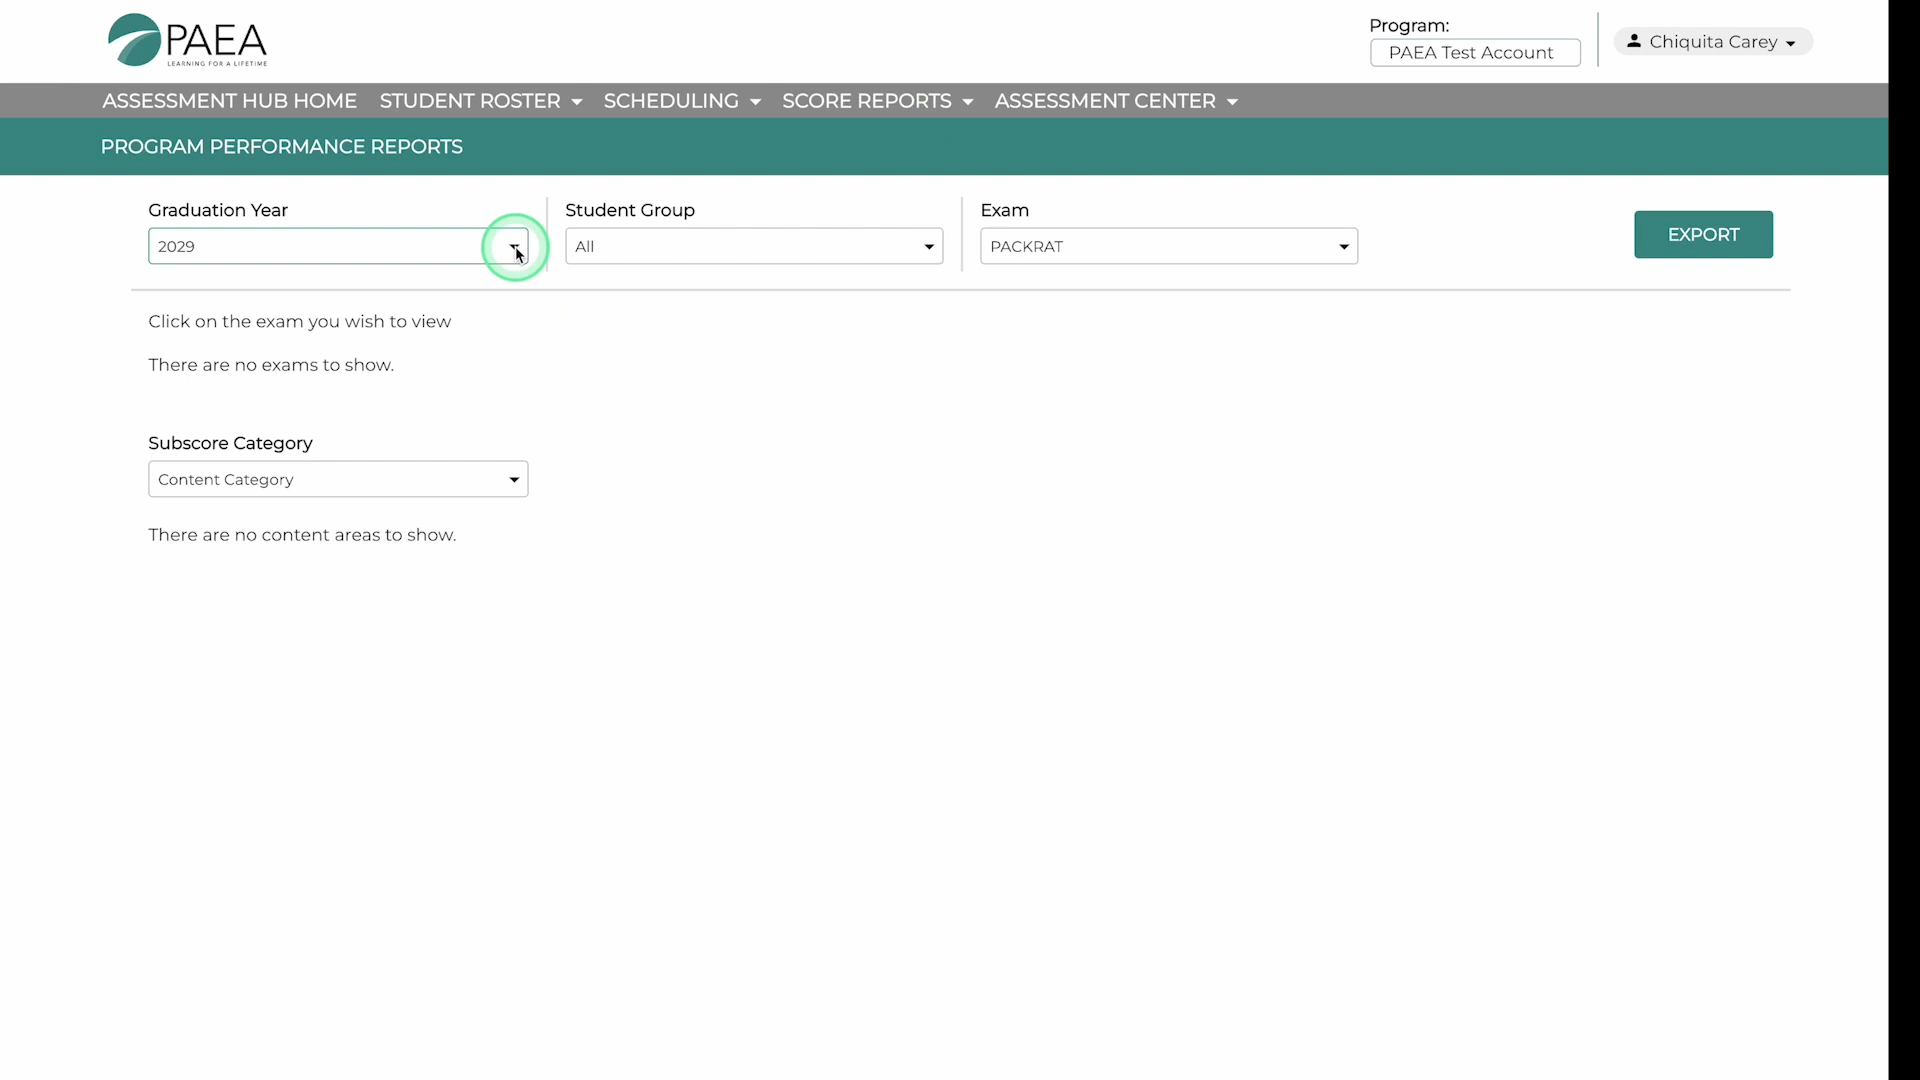 PAEA
LEARNING FOR A LIFETIME
Program:
PAEA Test Account
Chiquita Carey
ASSESSMENT HUB HOME STUDENT ROSTER SCHEDULING SCORE REPORTS ASSESSMENT CENTER
PROGRAM PERFORMANCE REPORTS
Graduation Year Student Group Exam
2029 All PACKRAT
EXPORT
Click on the exam you wish to view
There are no exams to show.
Subscore Category
Content Category
There are no content areas to show.